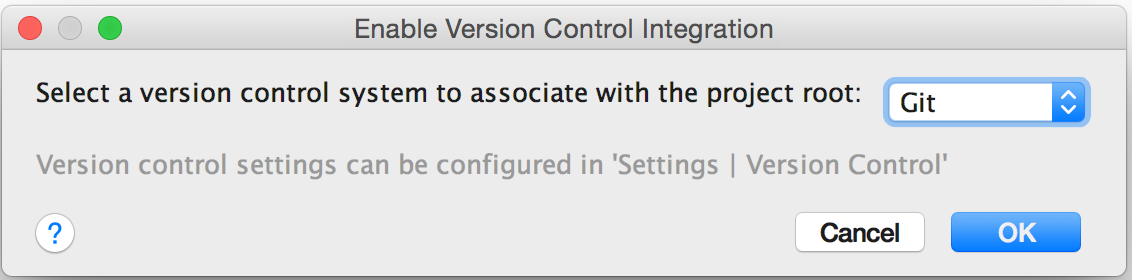 Enable Version Control Integration
Select a version control system to associate with the project root: Git
Version control settings can be configured in 'Settings | Version Control'
? Cancel OK